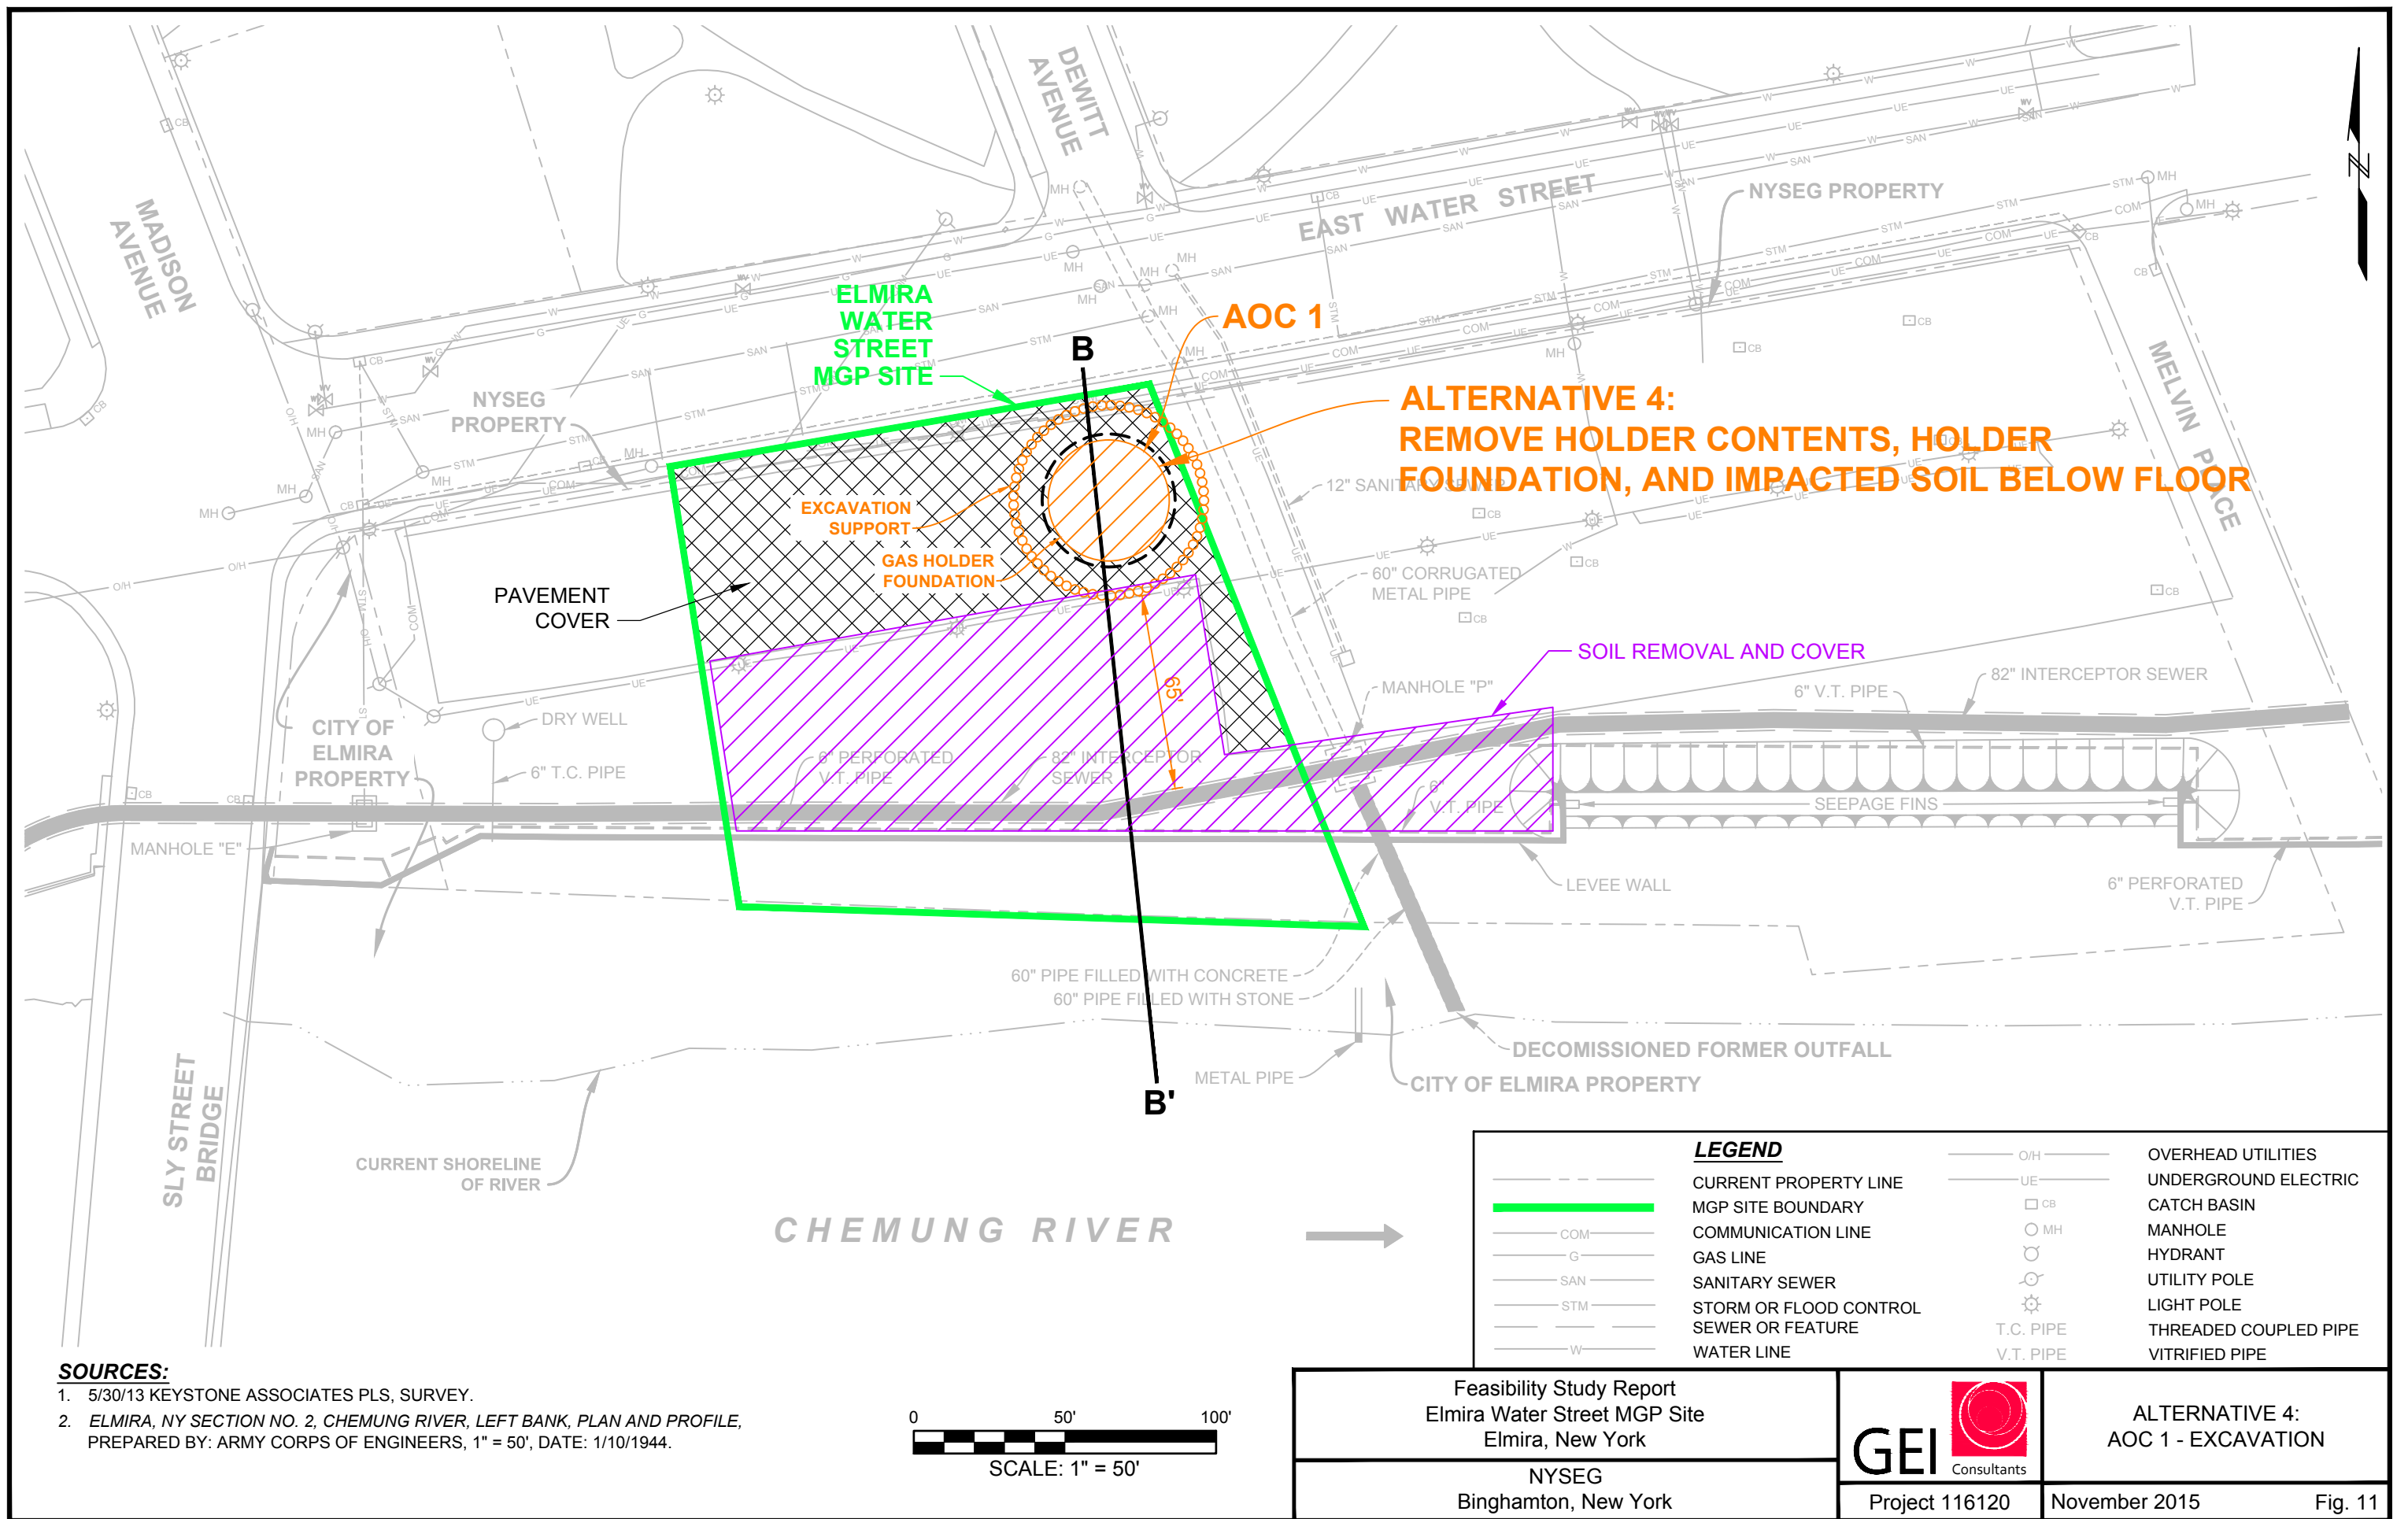 MADISON
AVENUE
DEWITT
AVENUE
EAST WATER STREET
NYSEG PROPERTY
N
ELMIRA
WATER
STREET
MGP SITE
AOC 1
B
NYSEG
PROPERTY
ALTERNATIVE 4:
REMOVE HOLDER CONTENTS, HOLDER
FOUNDATION, AND IMPACTED SOIL BELOW FLOOR
MELVIN PLACE
12" SANITARY SEWER
EXCAVATION
SUPPORT
GAS HOLDER
FOUNDATION
PAVEMENT
COVER
60" CORRUGATED
METAL PIPE
SOIL REMOVAL AND COVER
65'
MANHOLE "P"
6" V.T. PIPE
82" INTERCEPTOR SEWER
CITY OF
ELMIRA
PROPERTY
DRY WELL
6" T.C. PIPE
6" PERFORATED
V.T. PIPE
82" INTERCEPTOR
SEWER
6"
V.T. PIPE
SEEPAGE FINS
MANHOLE "E"
LEVEE WALL
6" PERFORATED
V.T. PIPE
60" PIPE FILLED WITH CONCRETE
60" PIPE FILLED WITH STONE
DECOMISSIONED FORMER OUTFALL
METAL PIPE
CITY OF ELMIRA PROPERTY
B'
SLY STREET
BRIDGE
CURRENT SHORELINE
OF RIVER
CHEMUNG RIVER
LEGEND
CURRENT PROPERTY LINE
MGP SITE BOUNDARY
COM COMMUNICATION LINE
G GAS LINE
SAN SANITARY SEWER
STM STORM OR FLOOD CONTROL
SEWER OR FEATURE
W WATER LINE
O/H OVERHEAD UTILITIES
UE UNDERGROUND ELECTRIC
CB CATCH BASIN
MH MANHOLE
HYDRANT
UTILITY POLE
LIGHT POLE
T.C. PIPE THREADED COUPLED PIPE
V.T. PIPE VITRIFIED PIPE
SOURCES:
1. 5/30/13 KEYSTONE ASSOCIATES PLS, SURVEY.
2. ELMIRA, NY SECTION NO. 2, CHEMUNG RIVER, LEFT BANK, PLAN AND PROFILE,
PREPARED BY: ARMY CORPS OF ENGINEERS, 1" = 50', DATE: 1/10/1944.
0 50' 100'
SCALE: 1" = 50'
Feasibility Study Report
Elmira Water Street MGP Site
Elmira, New York
NYSEG
Binghamton, New York
GEI
Consultants
Project 116120
ALTERNATIVE 4:
AOC 1 - EXCAVATION
November 2015
Fig. 11